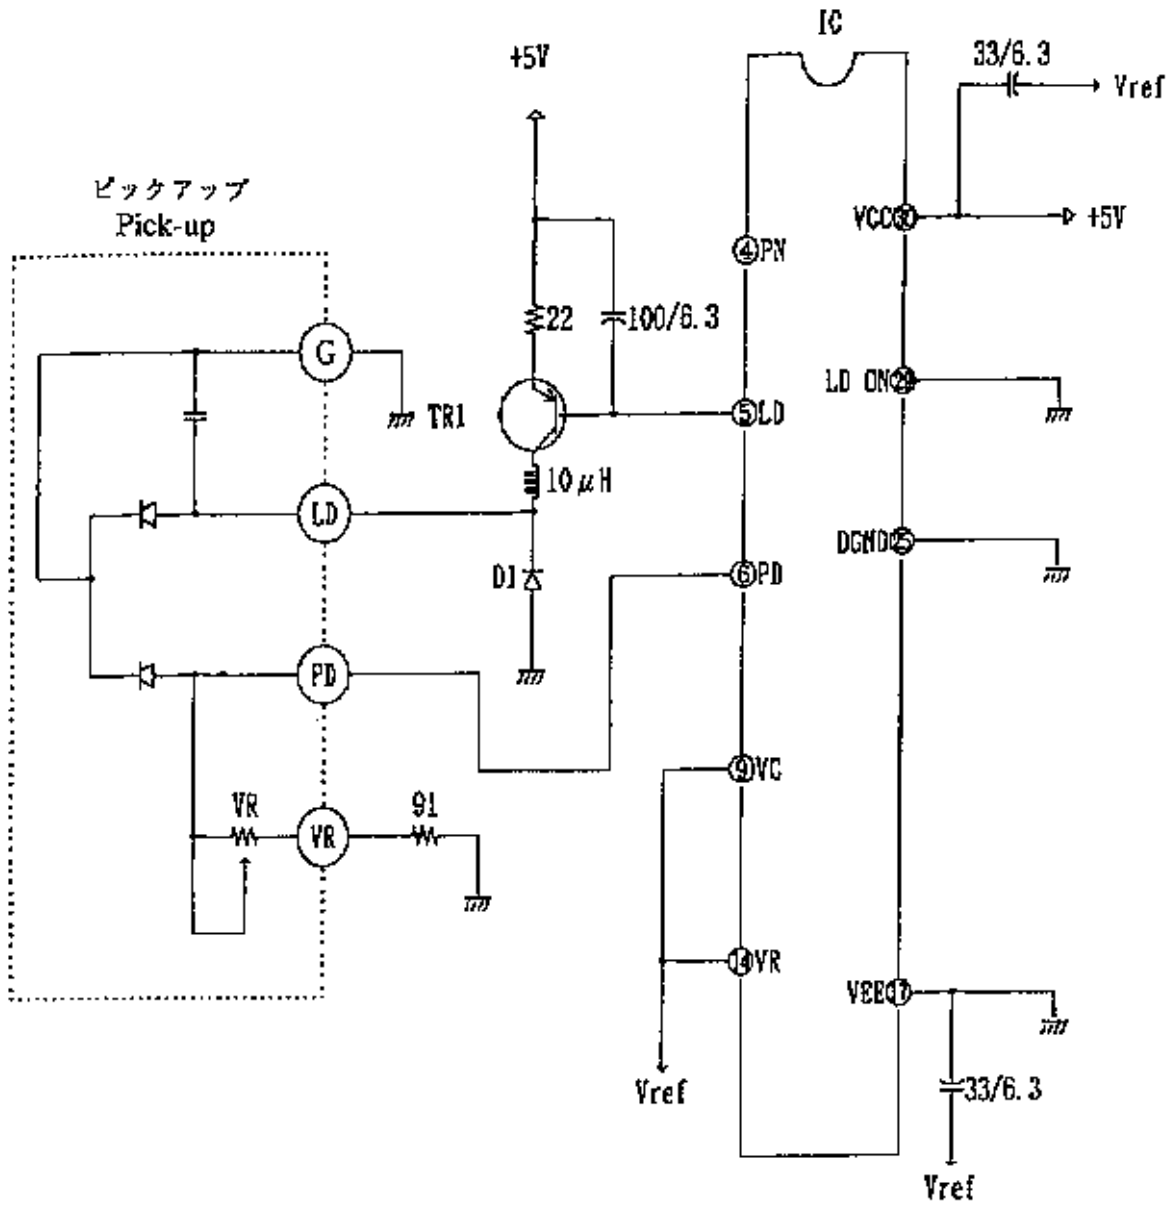 IC
33/6.3
+5V
Vref
ピックアップ
Pick-up
VCC 30
+5V
④PN
22
100/6.3
G
LD ON
TR1
⑤LD
10μH
LD
DGND
D1
⑥PD
PD
⑨VC
VR
91
VR
⑭VR
VEE 17
Vref
33/6.3
Vref